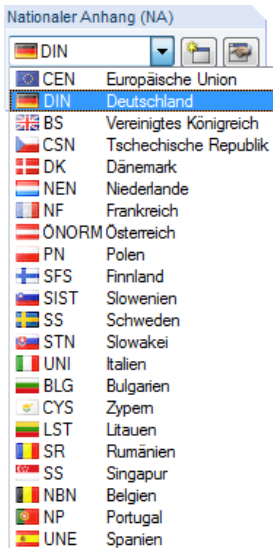 Nationaler Anhang (NA)
DIN
CEN Europäische Union
DIN Deutschland
BS Vereinigtes Königreich
CSN Tschechische Republik
DK Dänemark
NEN Niederlande
NF Frankreich
ÖNORM Österreich
PN Polen
SFS Finnland
SIST Slowenien
SS Schweden
STN Slowakei
UNI Italien
BLG Bulgarien
CYS Zypern
LST Litauen
SR Rumänien
SS Singapur
NBN Belgien
NP Portugal
UNE Spanien